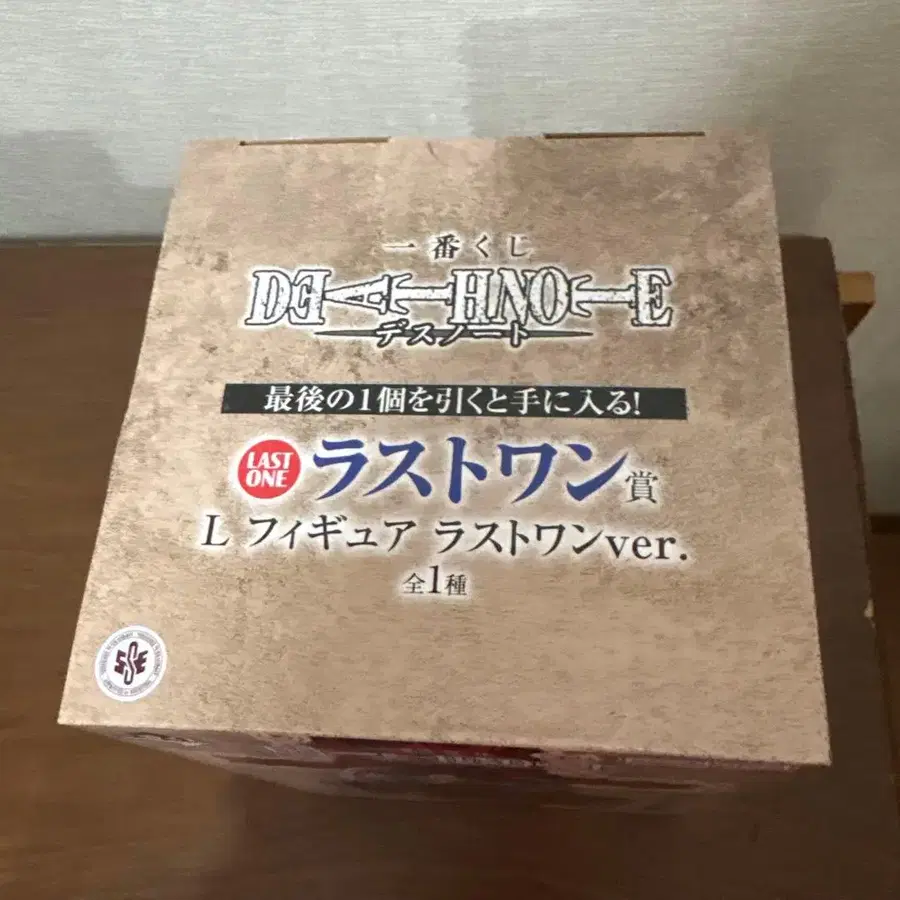 一番くじ
DEATH NOTE
デスノート
最後の1個を引くと手に入る!
LAST ONE ラストワン賞
L フィギュア ラストワンver.
全1種